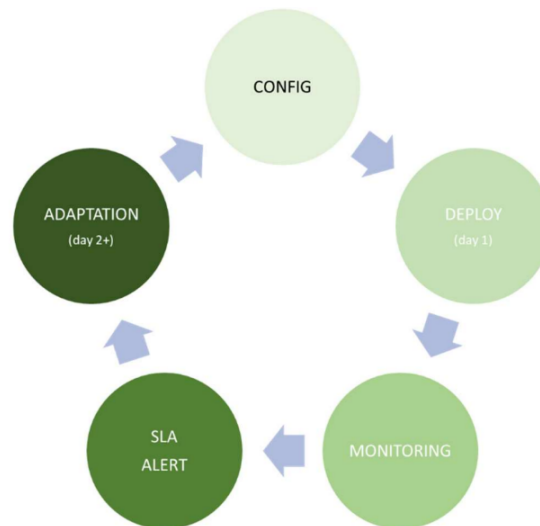 CONFIG
DEPLOY
(day 1)
MONITORING
SLA
ALERT
ADAPTATION
(day 2+)